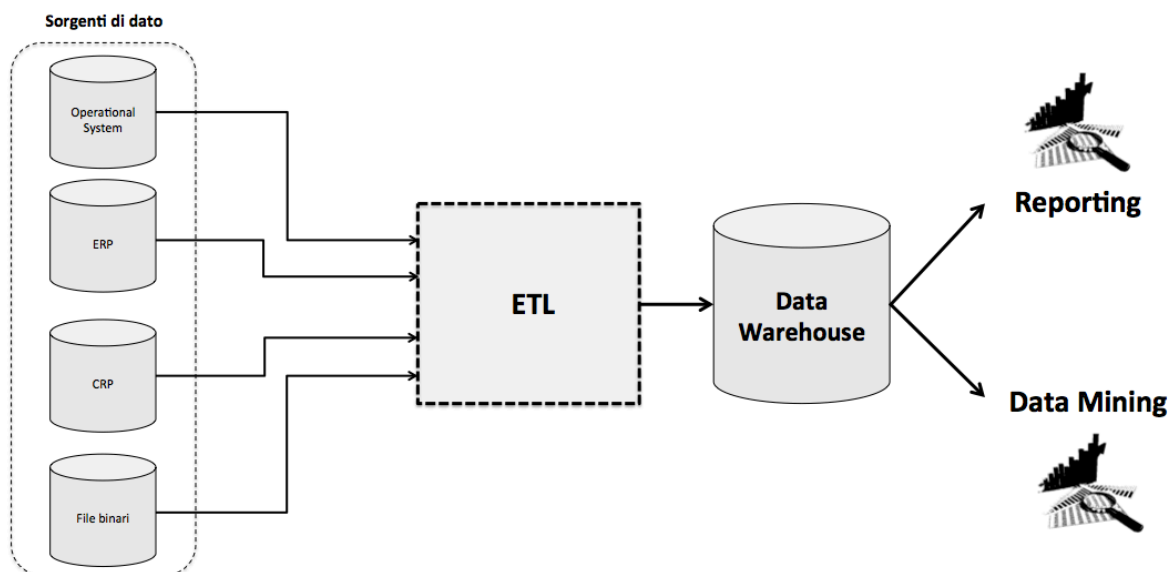 Sorgenti di dato
Operational
System
ERP
CRP
File binari
ETL
Data
Warehouse
Reporting
Data Mining